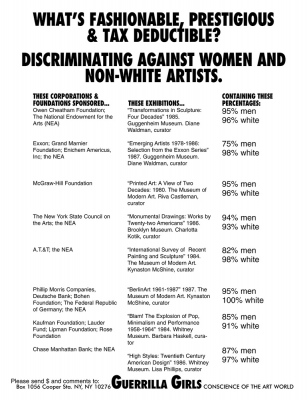 WHAT'S FASHIONABLE, PRESTIGIOUS
& TAX DEDUCTIBLE?
DISCRIMINATING AGAINST WOMEN AND
NON-WHITE ARTISTS.
THESE CORPORATIONS &
FOUNDATIONS SPONSORED...
THESE EXHIBITIONS...
CONTAINING THESE
PERCENTAGES:
Owen Cheatham Foundation;
The National Endowment for the
Arts (NEA)
"Transformations in Sculpture:
Four Decades" 1985.
Guggenheim Museum. Diane
Waldman, curator
95% men
96% white
Exxon; Grand Marnier
Foundation; Enichem Americas,
Inc; the NEA
"Emerging Artists 1978-1986:
Selection from the Exxon Series"
1987. Guggenheim Museum.
Diane Waldman, curator
75% men
98% white
McGraw-Hill Foundation
"Printed Art: A View of Two
Decades: 1980. The Museum of
Modern Art. Rive Castleman,
curator
95% men
96% white
The New York State Council on
the Arts; the NEA
"Monumental Drawings: Works by
Twenty-two Americans" 1986.
Brooklyn Museum. Charlotta
Kotik, curator
94% men
93% white
A.T.&T; the NEA
"International Survey of Recent
Painting and Sculpture" 1984.
The Museum of Modern Art.
Kynaston McShine, curator
82% men
98% white
Phillip Morris Companies,
Deutsche Bank; Bohen
Foundation; The Federal Republic
of Germany; the NEA
"BerlinArt 1961-1987" 1987. The
Museum of Modern Art. Kynaston
McShine, curator
95% men
100% white
Kaufman Foundation; Lauder
Fund; Lipman Foundation; Rose
Foundation
"Blam! The Explosion of Pop,
Minimalism and Performance
1958-1964" 1984. Whitney
Museum. Barbara Haskell, cura-
tor
85% men
91% white
Chase Manhattan Bank; the NEA
"High Styles: Twentieth Century
American Design" 1986. Whitney
Museum. Lisa Phillips, curator
87% men
97% white
Please send $ and comments to:
Box 1056 Cooper Sta. NY, NY 10276
GUERRILLA GIRLS CONSCIENCE OF THE ART WORLD